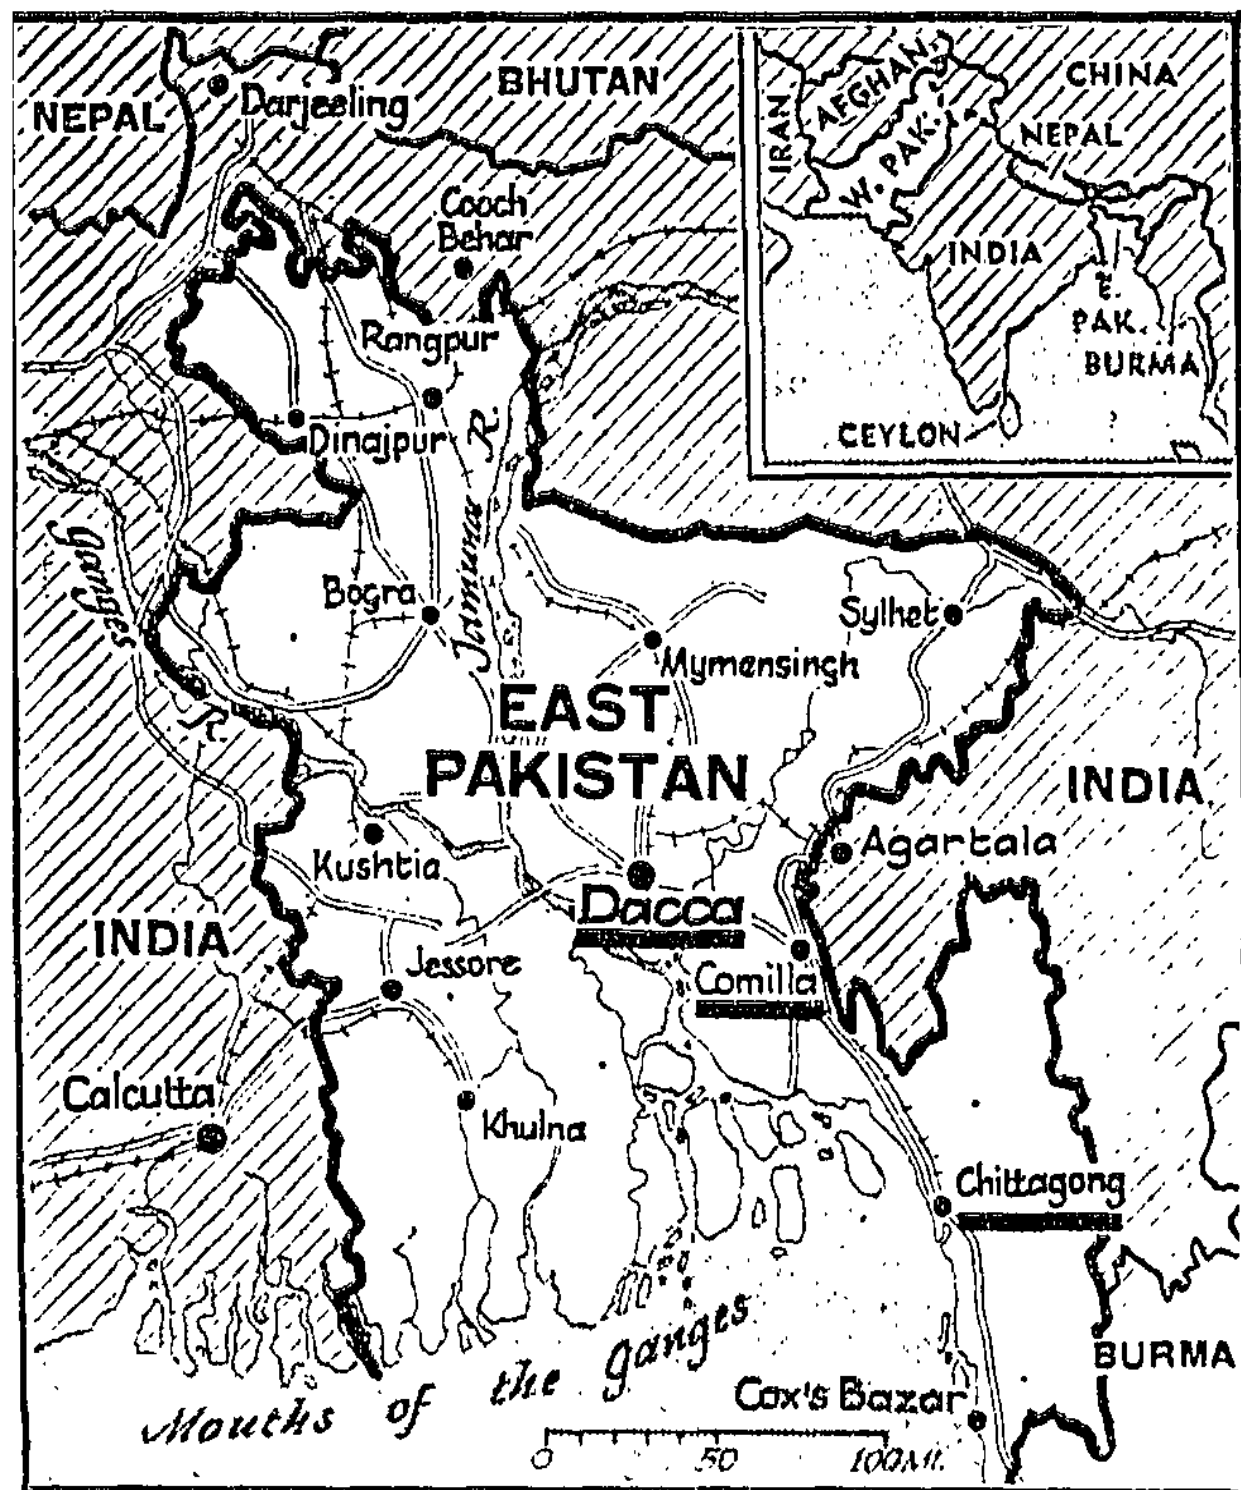 NEPAL
Darjeeling
BHUTAN
Cooch
Behar
Rangpur
Dinajpur
Jamuna R.
Ganges
R.
Bogra
Mymensingh
Sylhet
EAST
PAKISTAN
INDIA
Kushtia
Dacca
Agartala
INDIA
Jessore
Comilla
Calcutta
Khulna
Chittagong
BURMA
Cox's Bazar
Mouths of the Ganges
0 50 100 MI.
IRAN
AFGHAN.
W. PAK.
CHINA
NEPAL
INDIA
E.
PAK.
BURMA
CEYLON